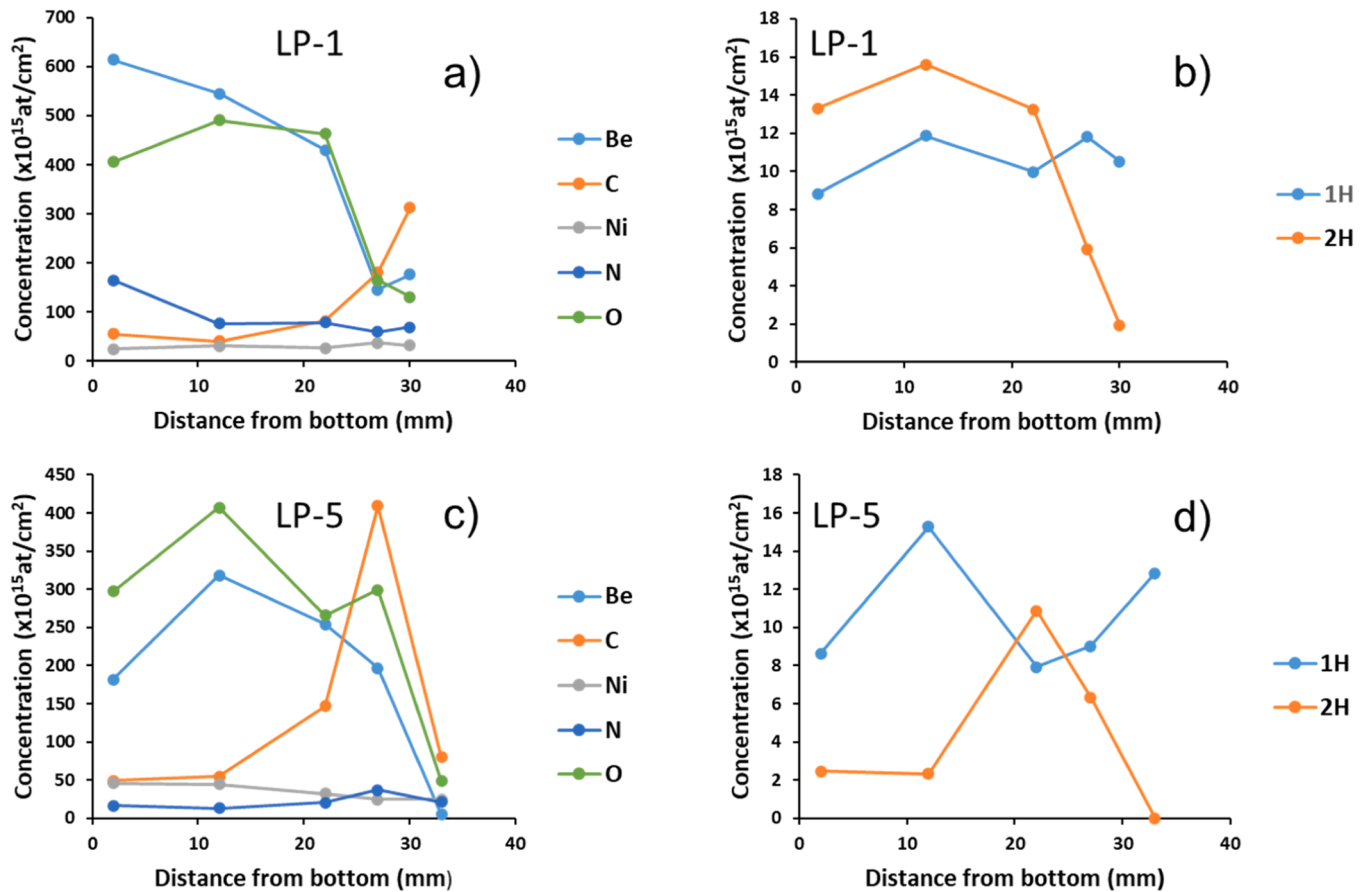 LP-1
a)
Concentration (x10¹⁵at/cm²)
700
600
500
400
300
200
100
0
0 10 20 30 40
Distance from bottom (mm)
Be
C
Ni
N
O
LP-1
b)
Concentration (x10¹⁵at/cm²)
18
16
14
12
10
8
6
4
2
0
0 10 20 30 40
Distance from bottom (mm)
1H
2H
LP-5
c)
Concentration (x10¹⁵at/cm²)
450
400
350
300
250
200
150
100
50
0
0 10 20 30 40
Distance from bottom (mm)
Be
C
Ni
N
O
LP-5
d)
Concentration (x10¹⁵at/cm²)
18
16
14
12
10
8
6
4
2
0
0 10 20 30 40
Distance from bottom (mm)
1H
2H